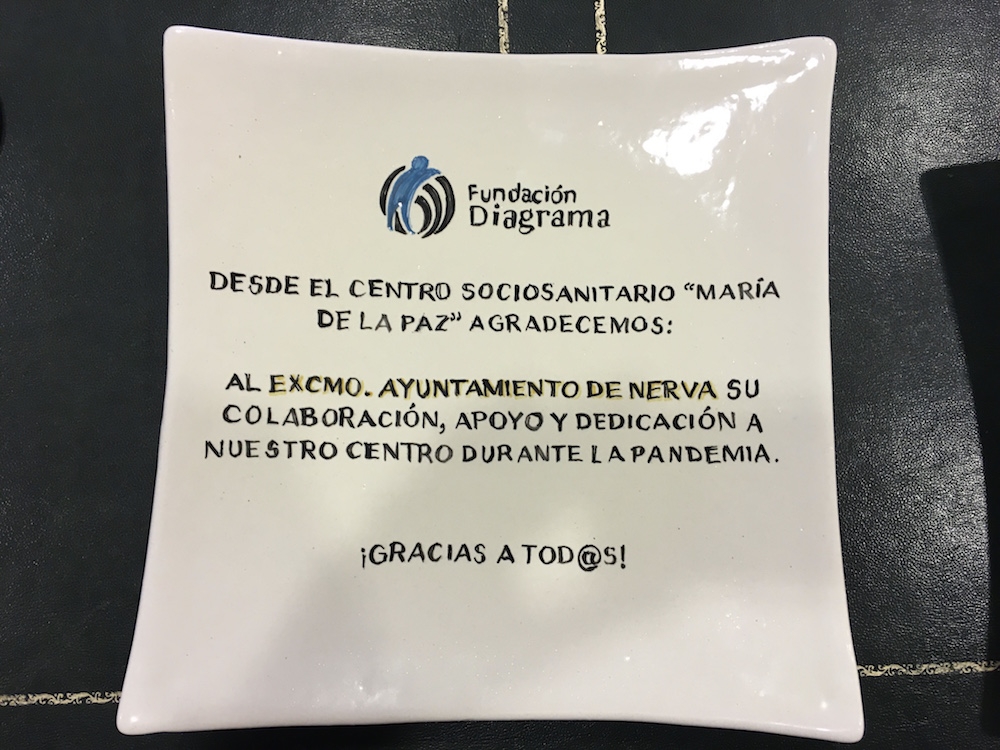 Fundación
Diagrama
DESDE EL CENTRO SOCIOSANITARIO “MARÍA
DE LA PAZ” AGRADECEMOS:
AL EXCMO. AYUNTAMIENTO DE NERVA SU
COLABORACIÓN, APOYO Y DEDICACIÓN A
NUESTRO CENTRO DURANTE LA PANDEMIA.
¡GRACIAS A TOD@S!